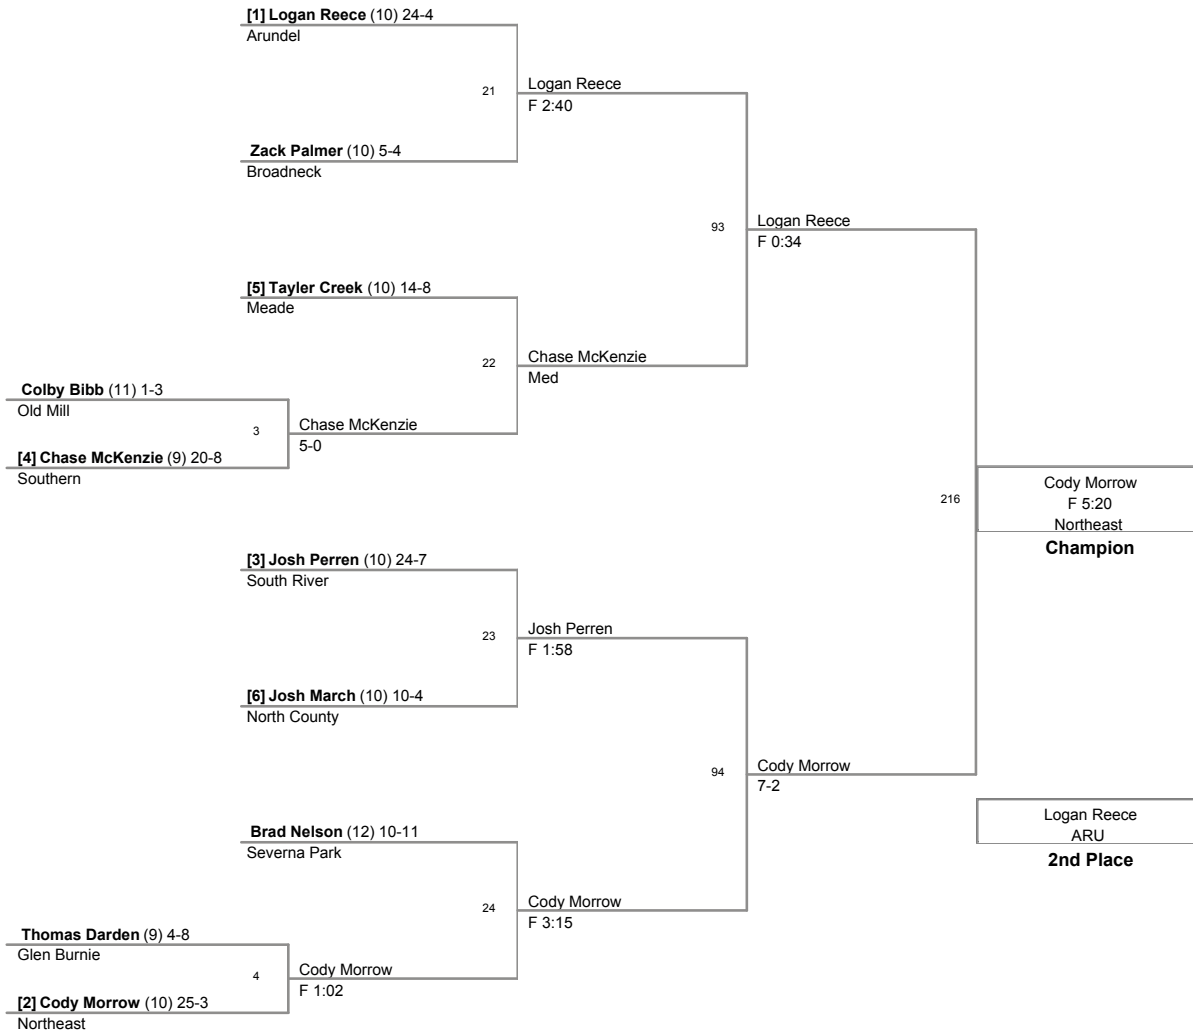 [1] Logan Reece (10) 24-4
Arundel
21
Logan Reece
F 2:40
Zack Palmer (10) 5-4
Broadneck
93
Logan Reece
F 0:34
[5] Tayler Creek (10) 14-8
Meade
22
Chase McKenzie
Med
Colby Bibb (11) 1-3
Old Mill
3
Chase McKenzie
5-0
[4] Chase McKenzie (9) 20-8
Southern
216
Cody Morrow
F 5:20
Northeast
Champion
[3] Josh Perren (10) 24-7
South River
23
Josh Perren
F 1:58
[6] Josh March (10) 10-4
North County
94
Cody Morrow
7-2
Logan Reece
ARU
2nd Place
Brad Nelson (12) 10-11
Severna Park
24
Cody Morrow
F 3:15
Thomas Darden (9) 4-8
Glen Burnie
4
Cody Morrow
F 1:02
[2] Cody Morrow (10) 25-3
Northeast